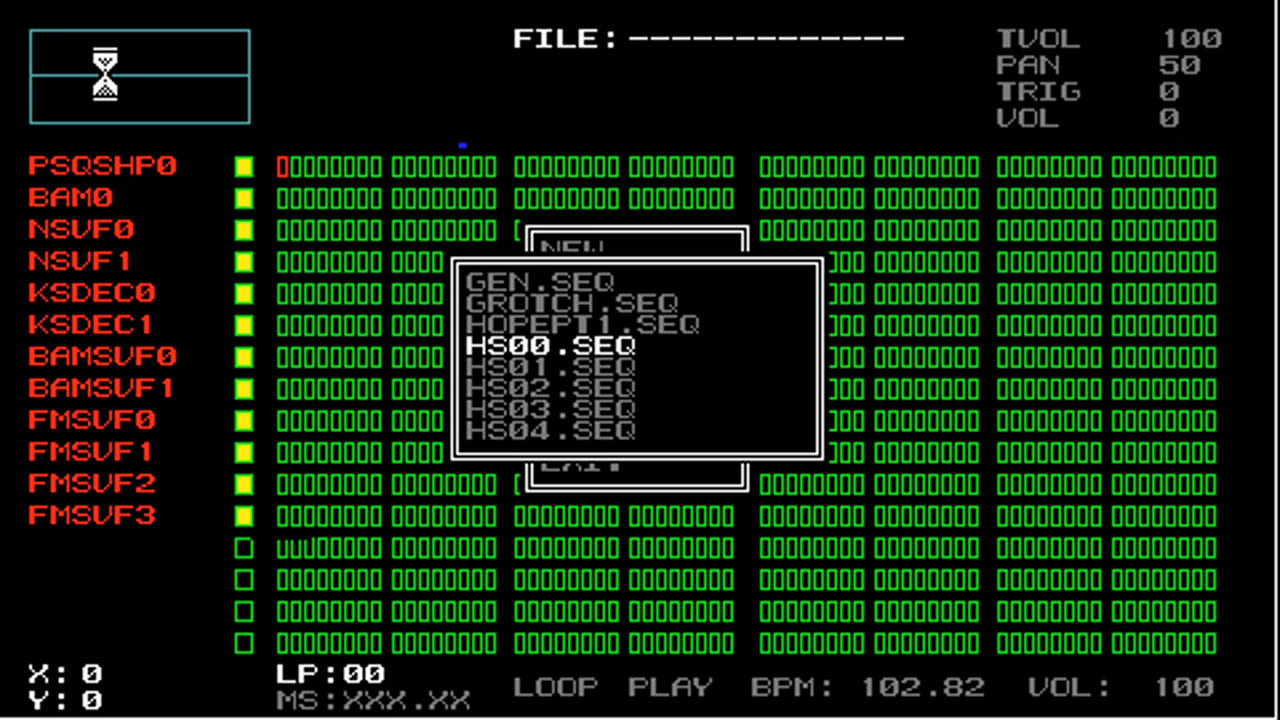 FILE:-------------
TVOL 100
PAN 50
TRIG 0
VOL 0
PSQSHP0
BAM0
NSVF0
NSVF1
KSDEC0
KSDEC1
BAMSVF0
BAMSVF1
FMSVF0
FMSVF1
FMSVF2
FMSVF3
NEW
GEN.SEQ
GROTCH.SEQ
HOPEPT1.SEQ
HS00.SEQ
HS01.SEQ
HS02.SEQ
HS03.SEQ
HS04.SEQ
EXIT
X:0
Y:0
LP:00
MS:XXX.XX
LOOP PLAY BPM: 102.82 VOL: 100